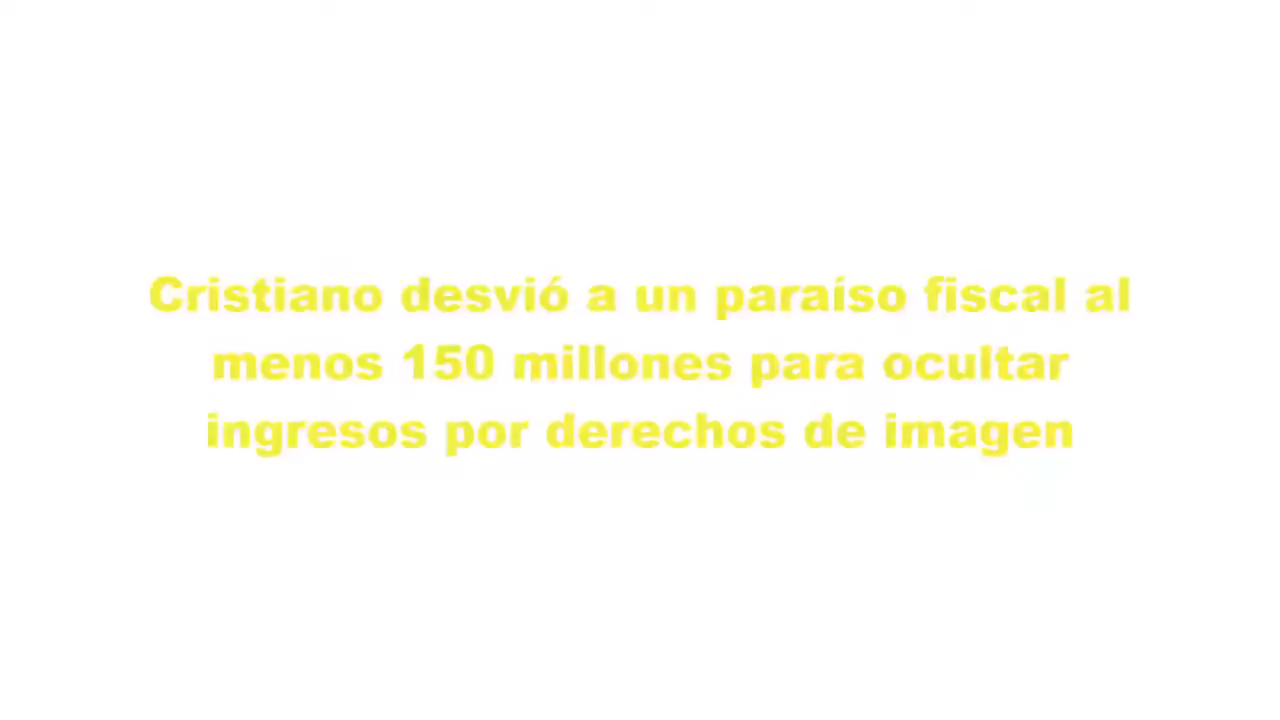 Cristiano desvió a un paraíso fiscal al
menos 150 millones para ocultar
ingresos por derechos de imagen